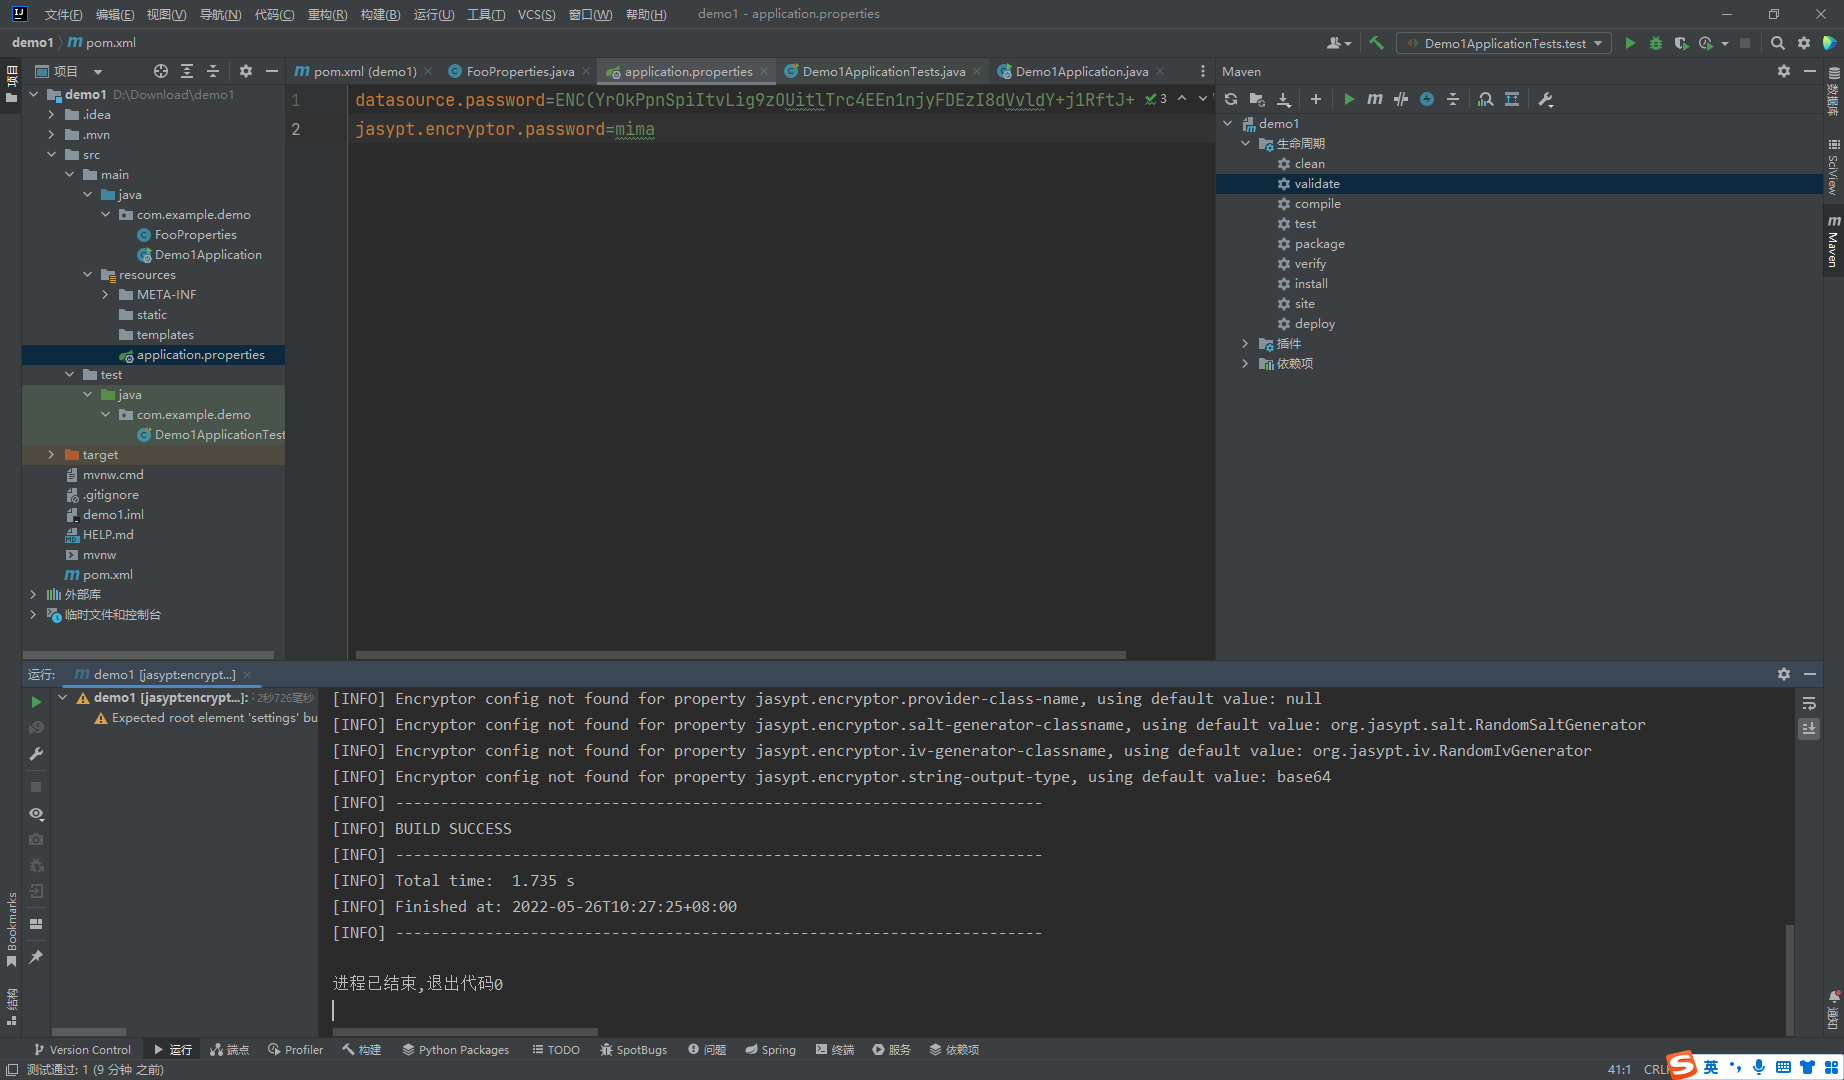 文件(F) 编辑(E) 视图(V) 导航(N) 代码(C) 重构(R) 构建(B) 运行(U) 工具(T) VCS(S) 窗口(W) 帮助(H) demo1 - application.properties
demo1 pom.xml Demo1ApplicationTests.test
项目 pom.xml (demo1) FooProperties.java application.properties Demo1ApplicationTests.java Demo1Application.java Maven
项目
demo1 D:\Download\demo1
.idea
.mvn
src
main
java
com.example.demo
FooProperties
Demo1Application
resources
META-INF
static
templates
application.properties
test
java
com.example.demo
Demo1ApplicationTest
target
mvnw.cmd
.gitignore
demo1.iml
HELP.md
mvnw
pom.xml
外部库
临时文件和控制台
1 datasource.password=ENC(YrOkPpnSpiItvLig9zOUitlTrc4EEn1njyFDEzI8dVvldY+j1RftJ+ 3
2 jasypt.encryptor.password=mima
demo1
生命周期
clean
validate
compile
test
package
verify
install
site
deploy
插件
依赖项
数据库
SciView
Maven
运行: demo1 [jasypt:encrypt...]
demo1 [jasypt:encrypt...]: 2秒726毫秒
Expected root element 'settings' bu
[INFO] Encryptor config not found for property jasypt.encryptor.provider-class-name, using default value: null
[INFO] Encryptor config not found for property jasypt.encryptor.salt-generator-classname, using default value: org.jasypt.salt.RandomSaltGenerator
[INFO] Encryptor config not found for property jasypt.encryptor.iv-generator-classname, using default value: org.jasypt.iv.RandomIvGenerator
[INFO] Encryptor config not found for property jasypt.encryptor.string-output-type, using default value: base64
[INFO] ------------------------------------------------------------------------
[INFO] BUILD SUCCESS
[INFO] ------------------------------------------------------------------------
[INFO] Total time:  1.735 s
[INFO] Finished at: 2022-05-26T10:27:25+08:00
[INFO] ------------------------------------------------------------------------
进程已结束,退出代码0
Bookmarks
结构
通知
Version Control 运行 端点 Profiler 构建 Python Packages TODO SpotBugs 问题 Spring 终端 服务 依赖项
测试通过: 1 (9 分钟 之前) 41:1 CRL 英